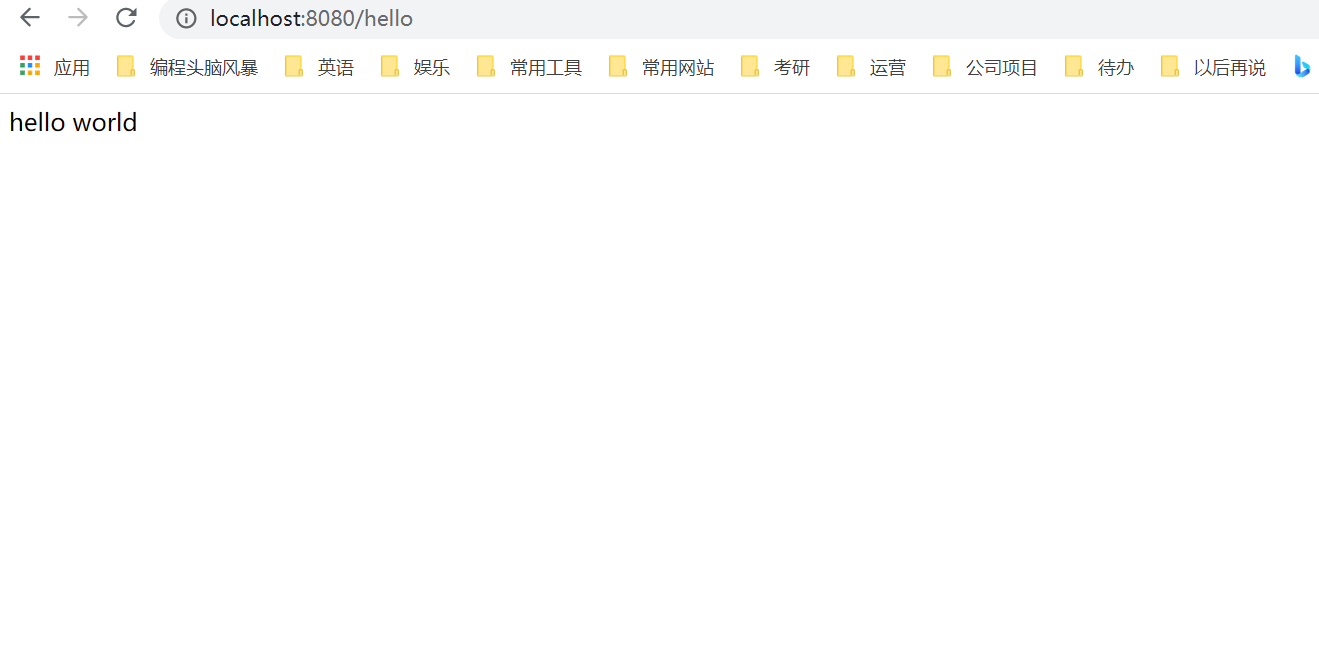 localhost:8080/hello
应用 编程头脑风暴 英语 娱乐 常用工具 常用网站 考研 运营 公司项目 待办 以后再说
hello world